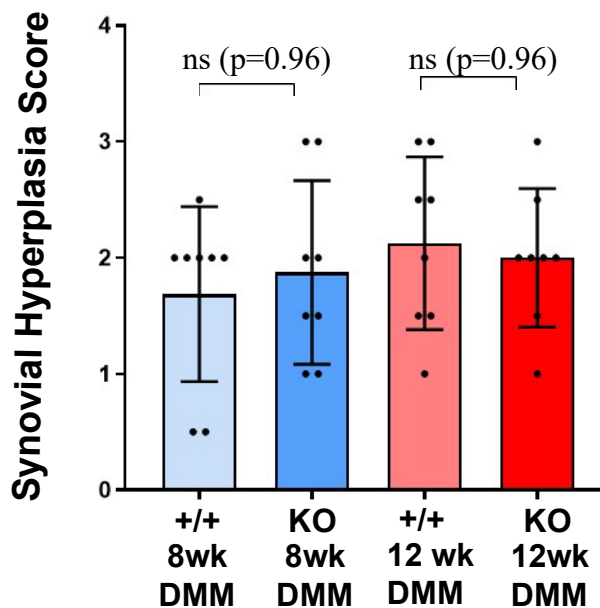 Synovial Hyperplasia Score
4
3
2
1
0
ns (p=0.96)
ns (p=0.96)
+/+
8wk
DMM
KO
8wk
DMM
+/+
12 wk
DMM
KO
12wk
DMM